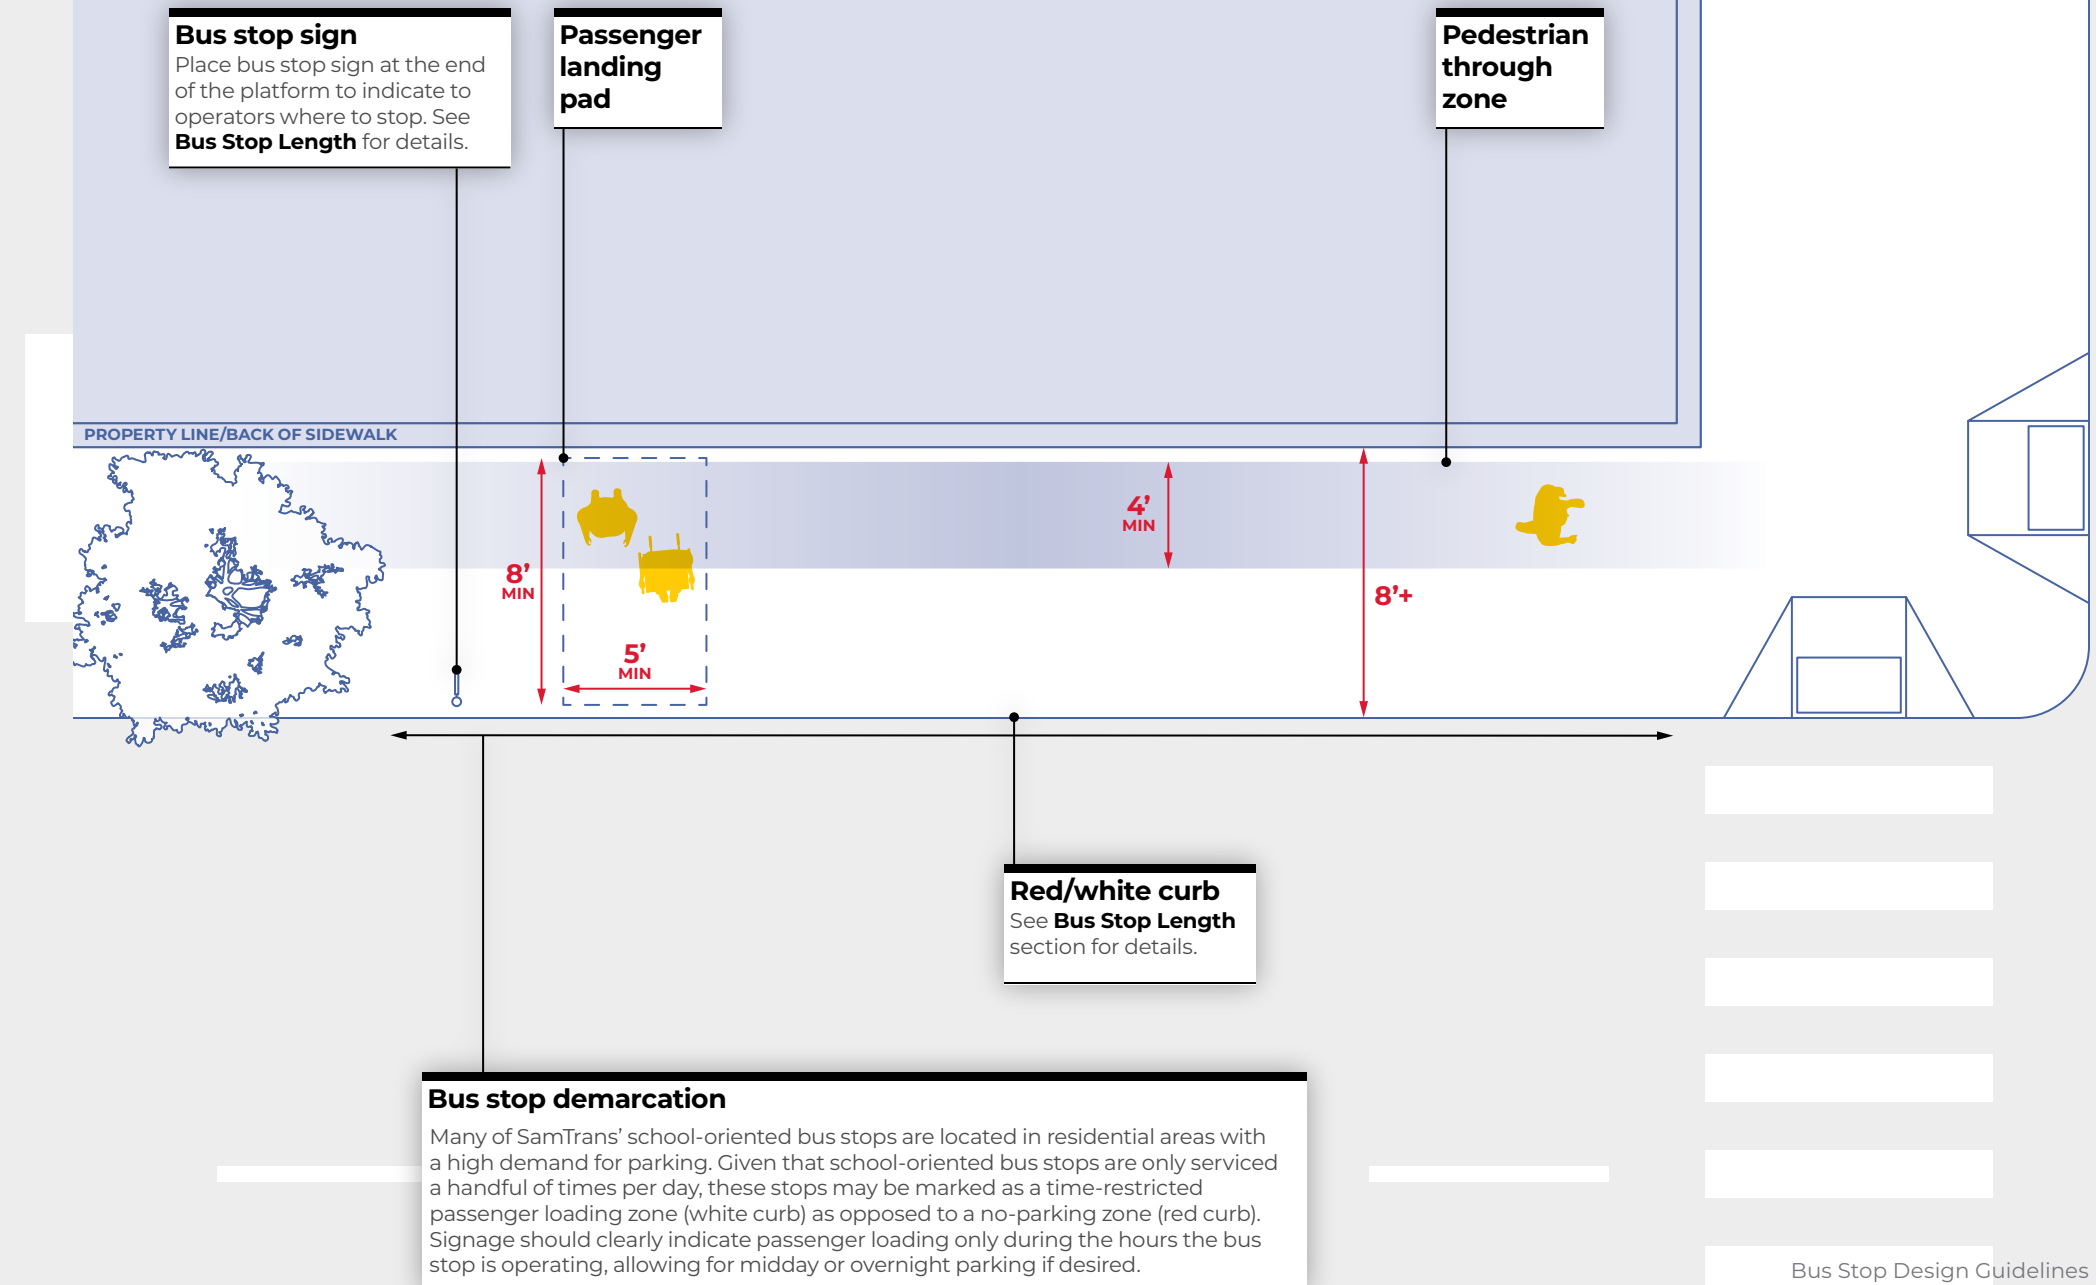 Bus stop sign
Place bus stop sign at the end
of the platform to indicate to
operators where to stop. See
Bus Stop Length for details.
Passenger
landing
pad
Pedestrian
through
zone
PROPERTY LINE/BACK OF SIDEWALK
8’
MIN
5’
MIN
4’
MIN
8’+
Red/white curb
See Bus Stop Length
section for details.
Bus stop demarcation
Many of SamTrans’ school-oriented bus stops are located in residential areas with
a high demand for parking. Given that school-oriented bus stops are only serviced
a handful of times per day, these stops may be marked as a time-restricted
passenger loading zone (white curb) as opposed to a no-parking zone (red curb).
Signage should clearly indicate passenger loading only during the hours the bus
stop is operating, allowing for midday or overnight parking if desired.
Bus Stop Design Guidelines